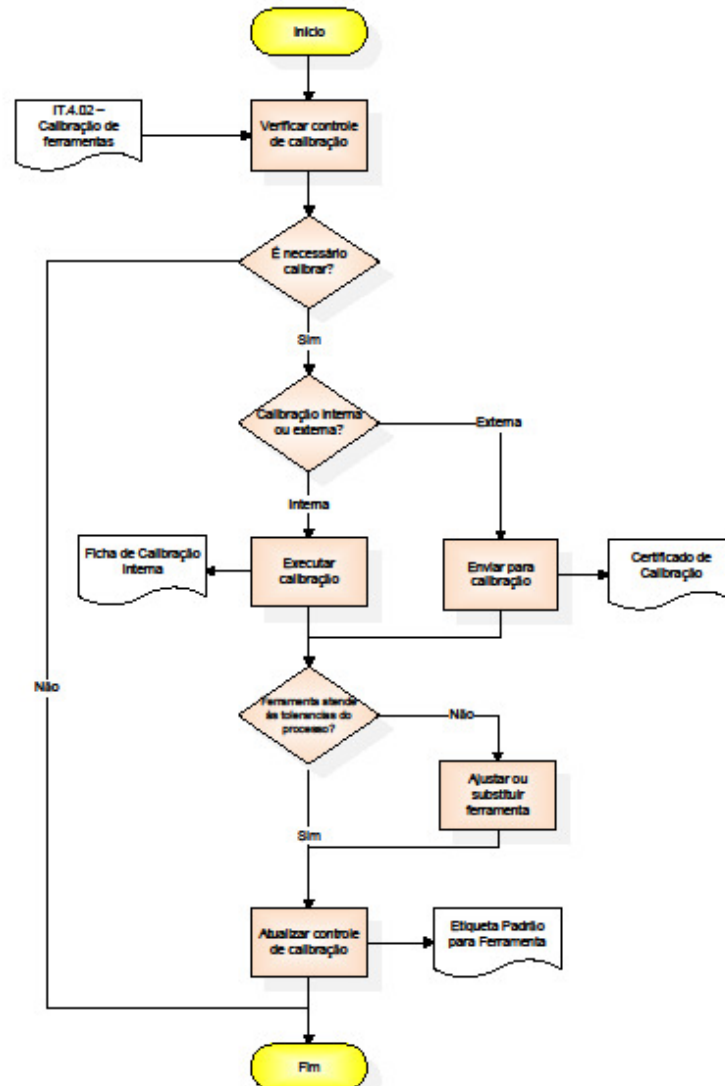 Início
IT.4.02 –
Calibração de
ferramentas
Verificar controle
de calibração
É necessário
calibrar?
Sim
Calibração interna
ou externa?
Externa
Interna
Ficha de Calibração
Interna
Executar
calibração
Enviar para
calibração
Certificado de
Calibração
Não
Ferramenta atende
às tolerancias do
processo?
Não
Ajustar ou
substituir
ferramenta
Sim
Atualizar controle
de calibração
Etiqueta Padrão
para Ferramenta
Fim